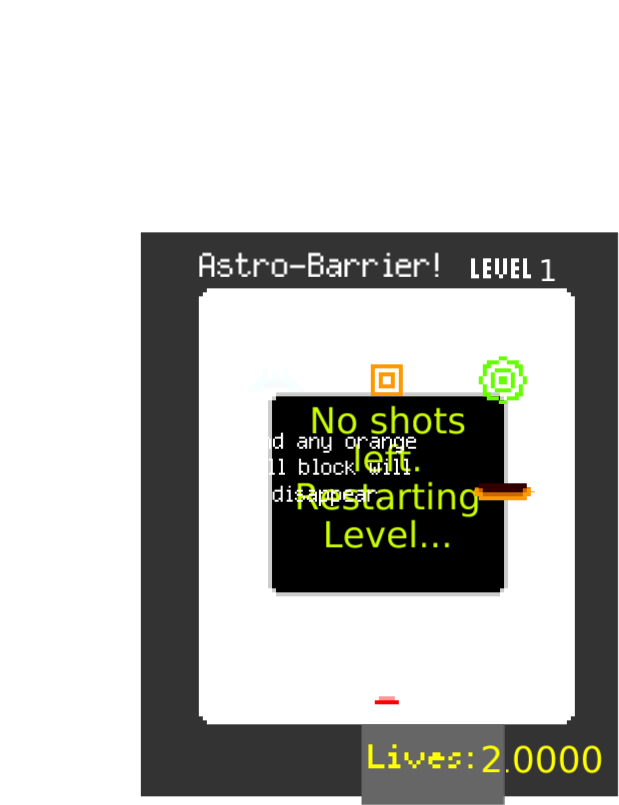 Astro-Barrier! LEVEL 1
No shots
left.
Restarting
Level...
d any orange
ll block will
disappear
Lives: 2.0000